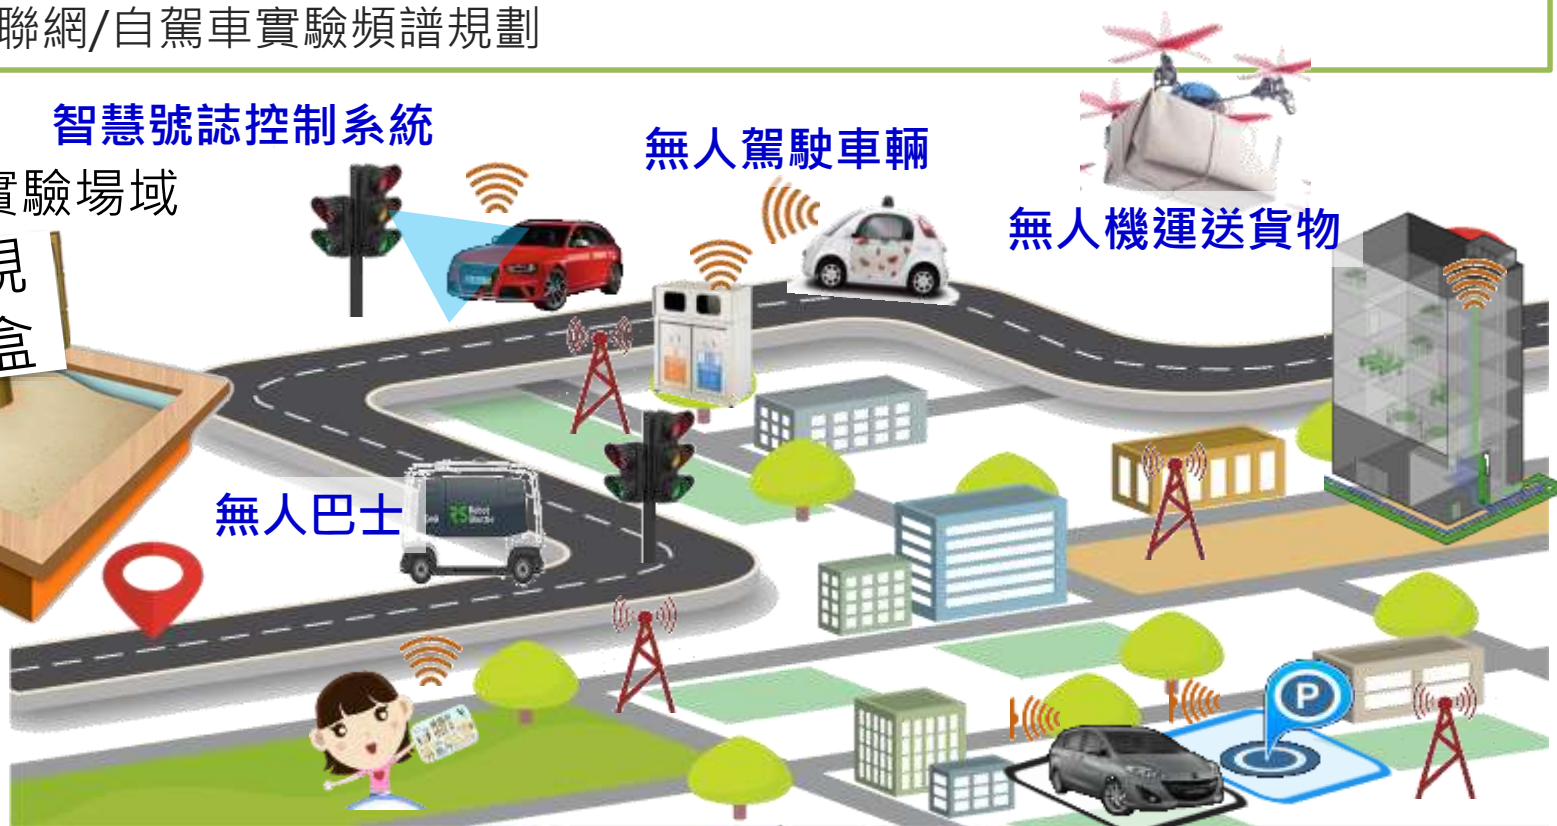 聯網/自駕車實驗頻譜規劃
智慧號誌控制系統
無人駕駛車輛
實驗場域
無人機運送貨物
現
盒
無人巴士
P